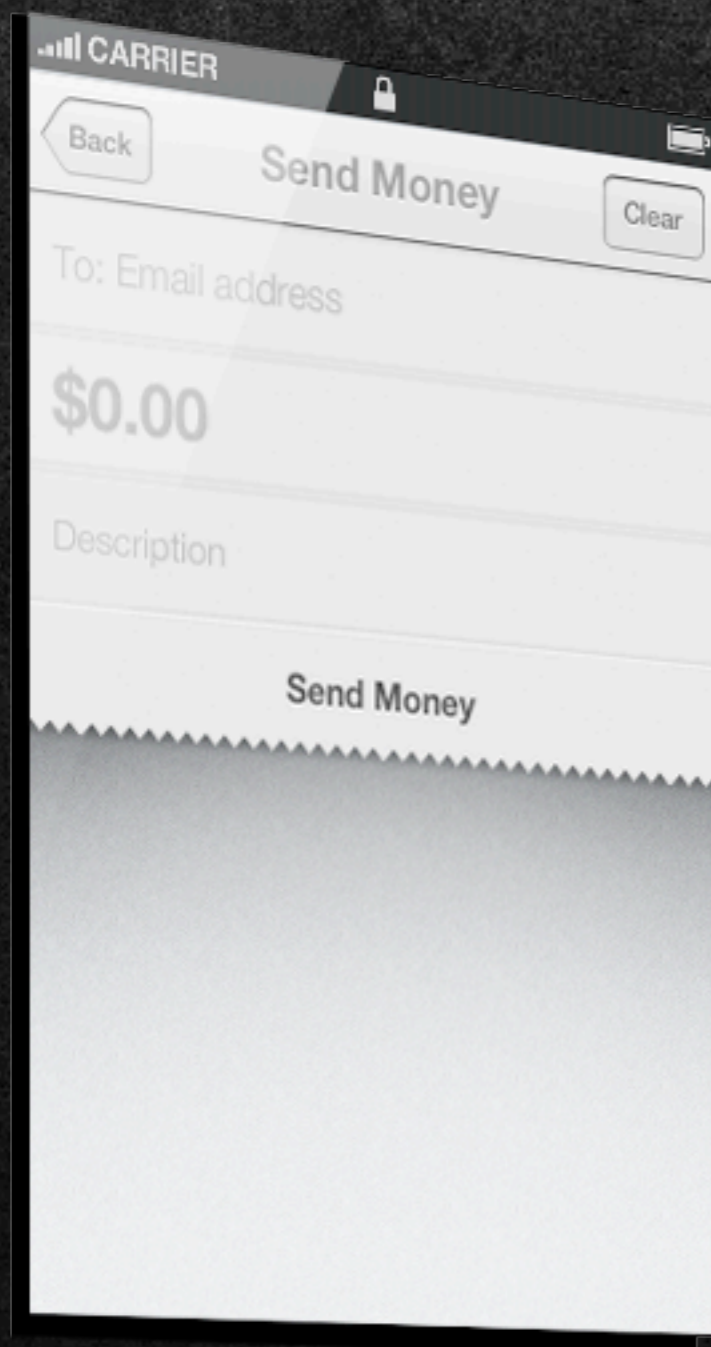 CARRIER
Back
Send Money
Clear
To: Email address
$0.00
Description
Send Money